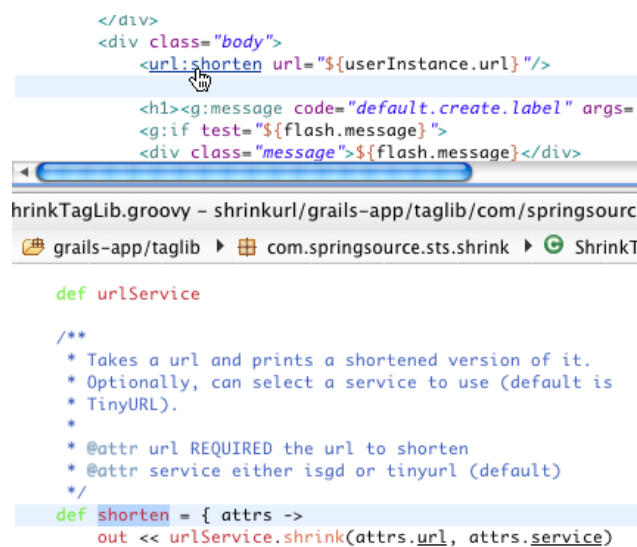 </div>
<div class="body">
<url:shorten url="${userInstance.url}"/>
<h1><g:message code="default.create.label" args=
<g:if test="${flash.message}">
<div class="message">${flash.message}</div>
hrinkTagLib.groovy – shrinkurl/grails-app/taglib/com/springsourc
grails-app/taglib com.springsource.sts.shrink ShrinkT
def urlService
/**
* Takes a url and prints a shortened version of it.
* Optionally, can select a service to use (default is
* TinyURL).
*
* @attr url REQUIRED the url to shorten
* @attr service either isgd or tinyurl (default)
*/
def shorten = { attrs ->
out << urlService.shrink(attrs.url, attrs.service)